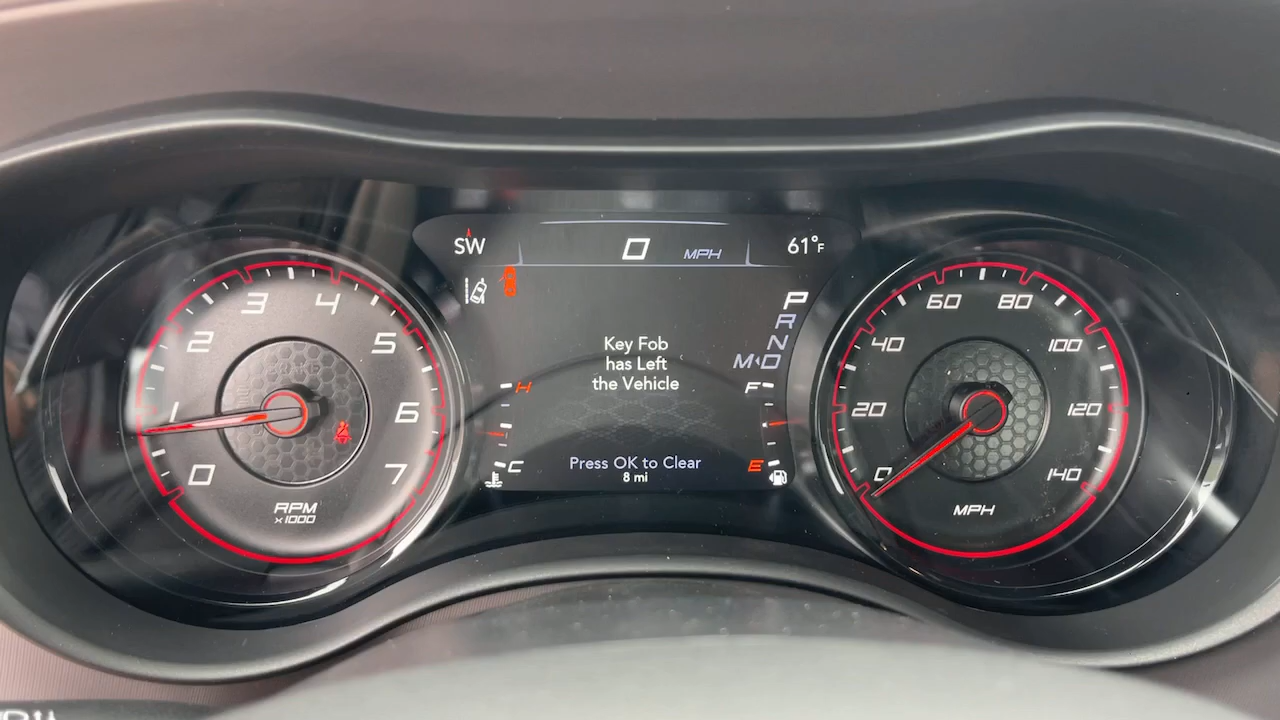 SW
0 MPH
61°F
P
R
N
M D
Key Fob
has Left
the Vehicle
Press OK to Clear
8 mi
H
C
F
E
0
1
2
3
4
5
6
7
RPM
x1000
0
20
40
60
80
100
120
140
MPH